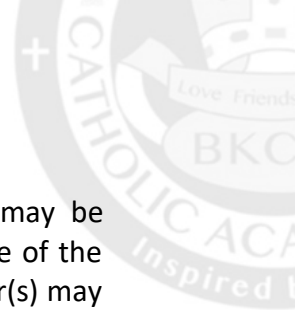 Love Friends
BKC
CATHOLIC ACA
Inspired b
may be
e of the
r(s) may